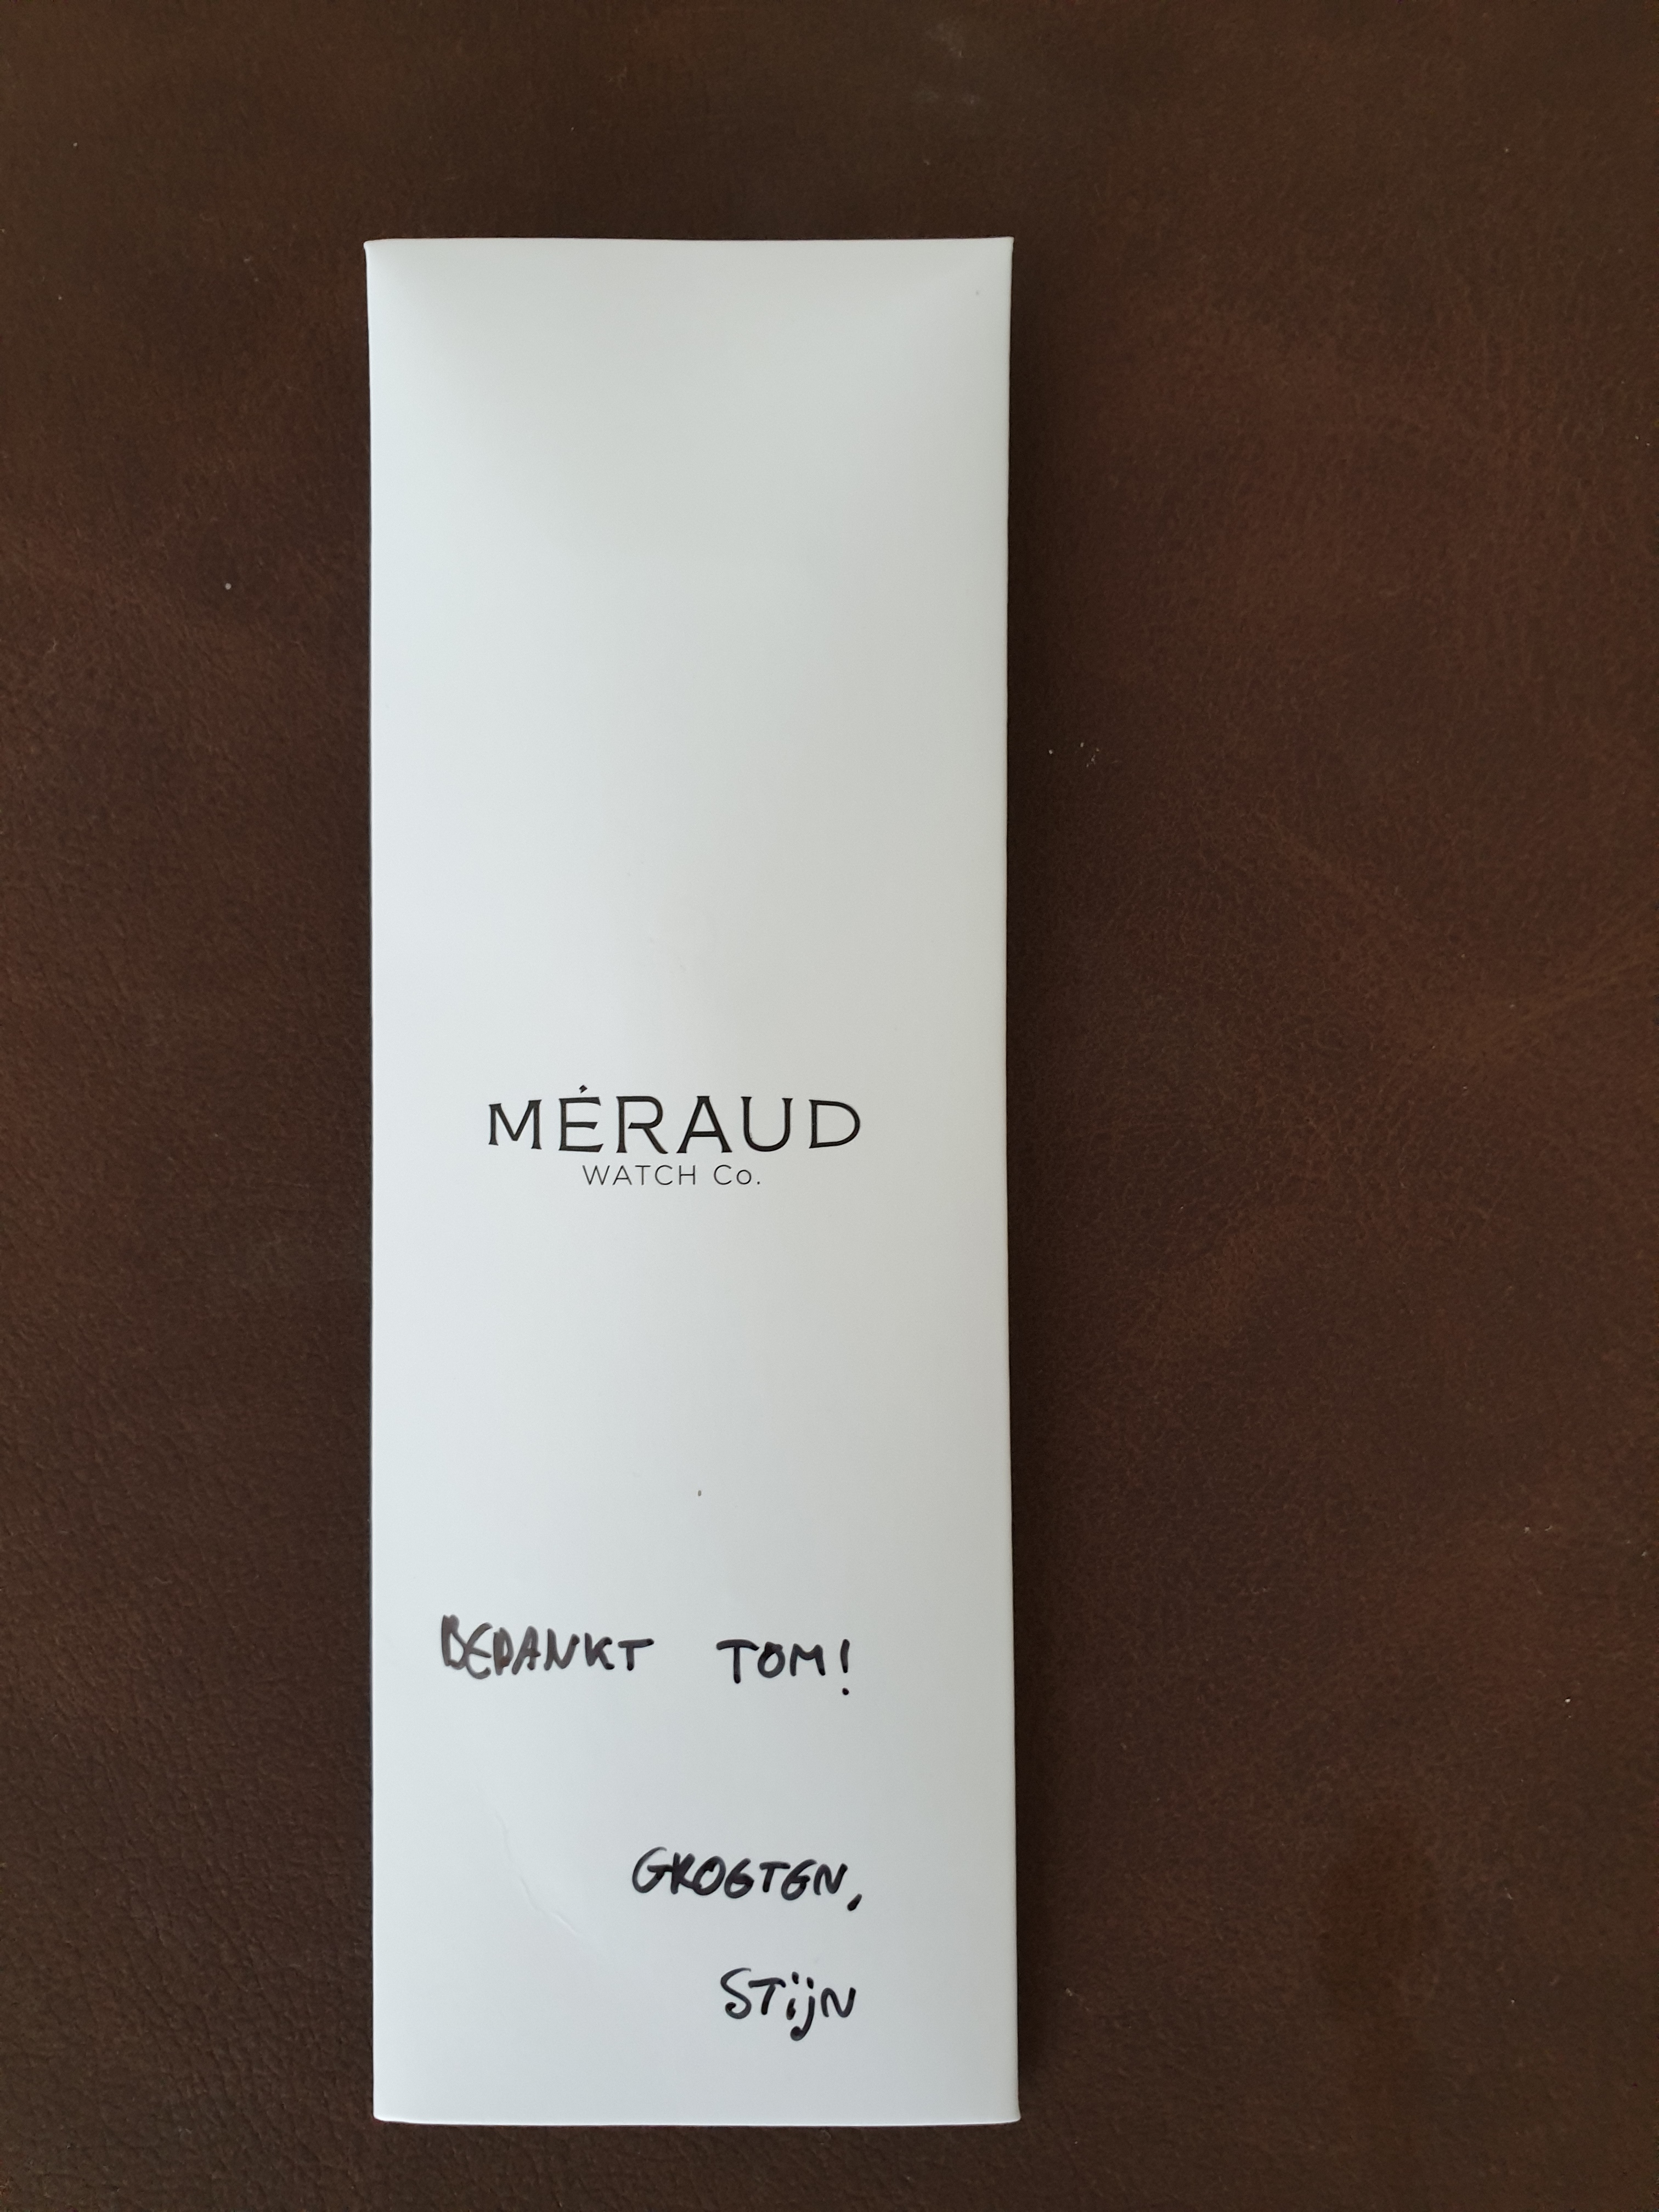 MÉRAUD
WATCH Co.
BEDANKT TOM!
GROETEN,
STijN